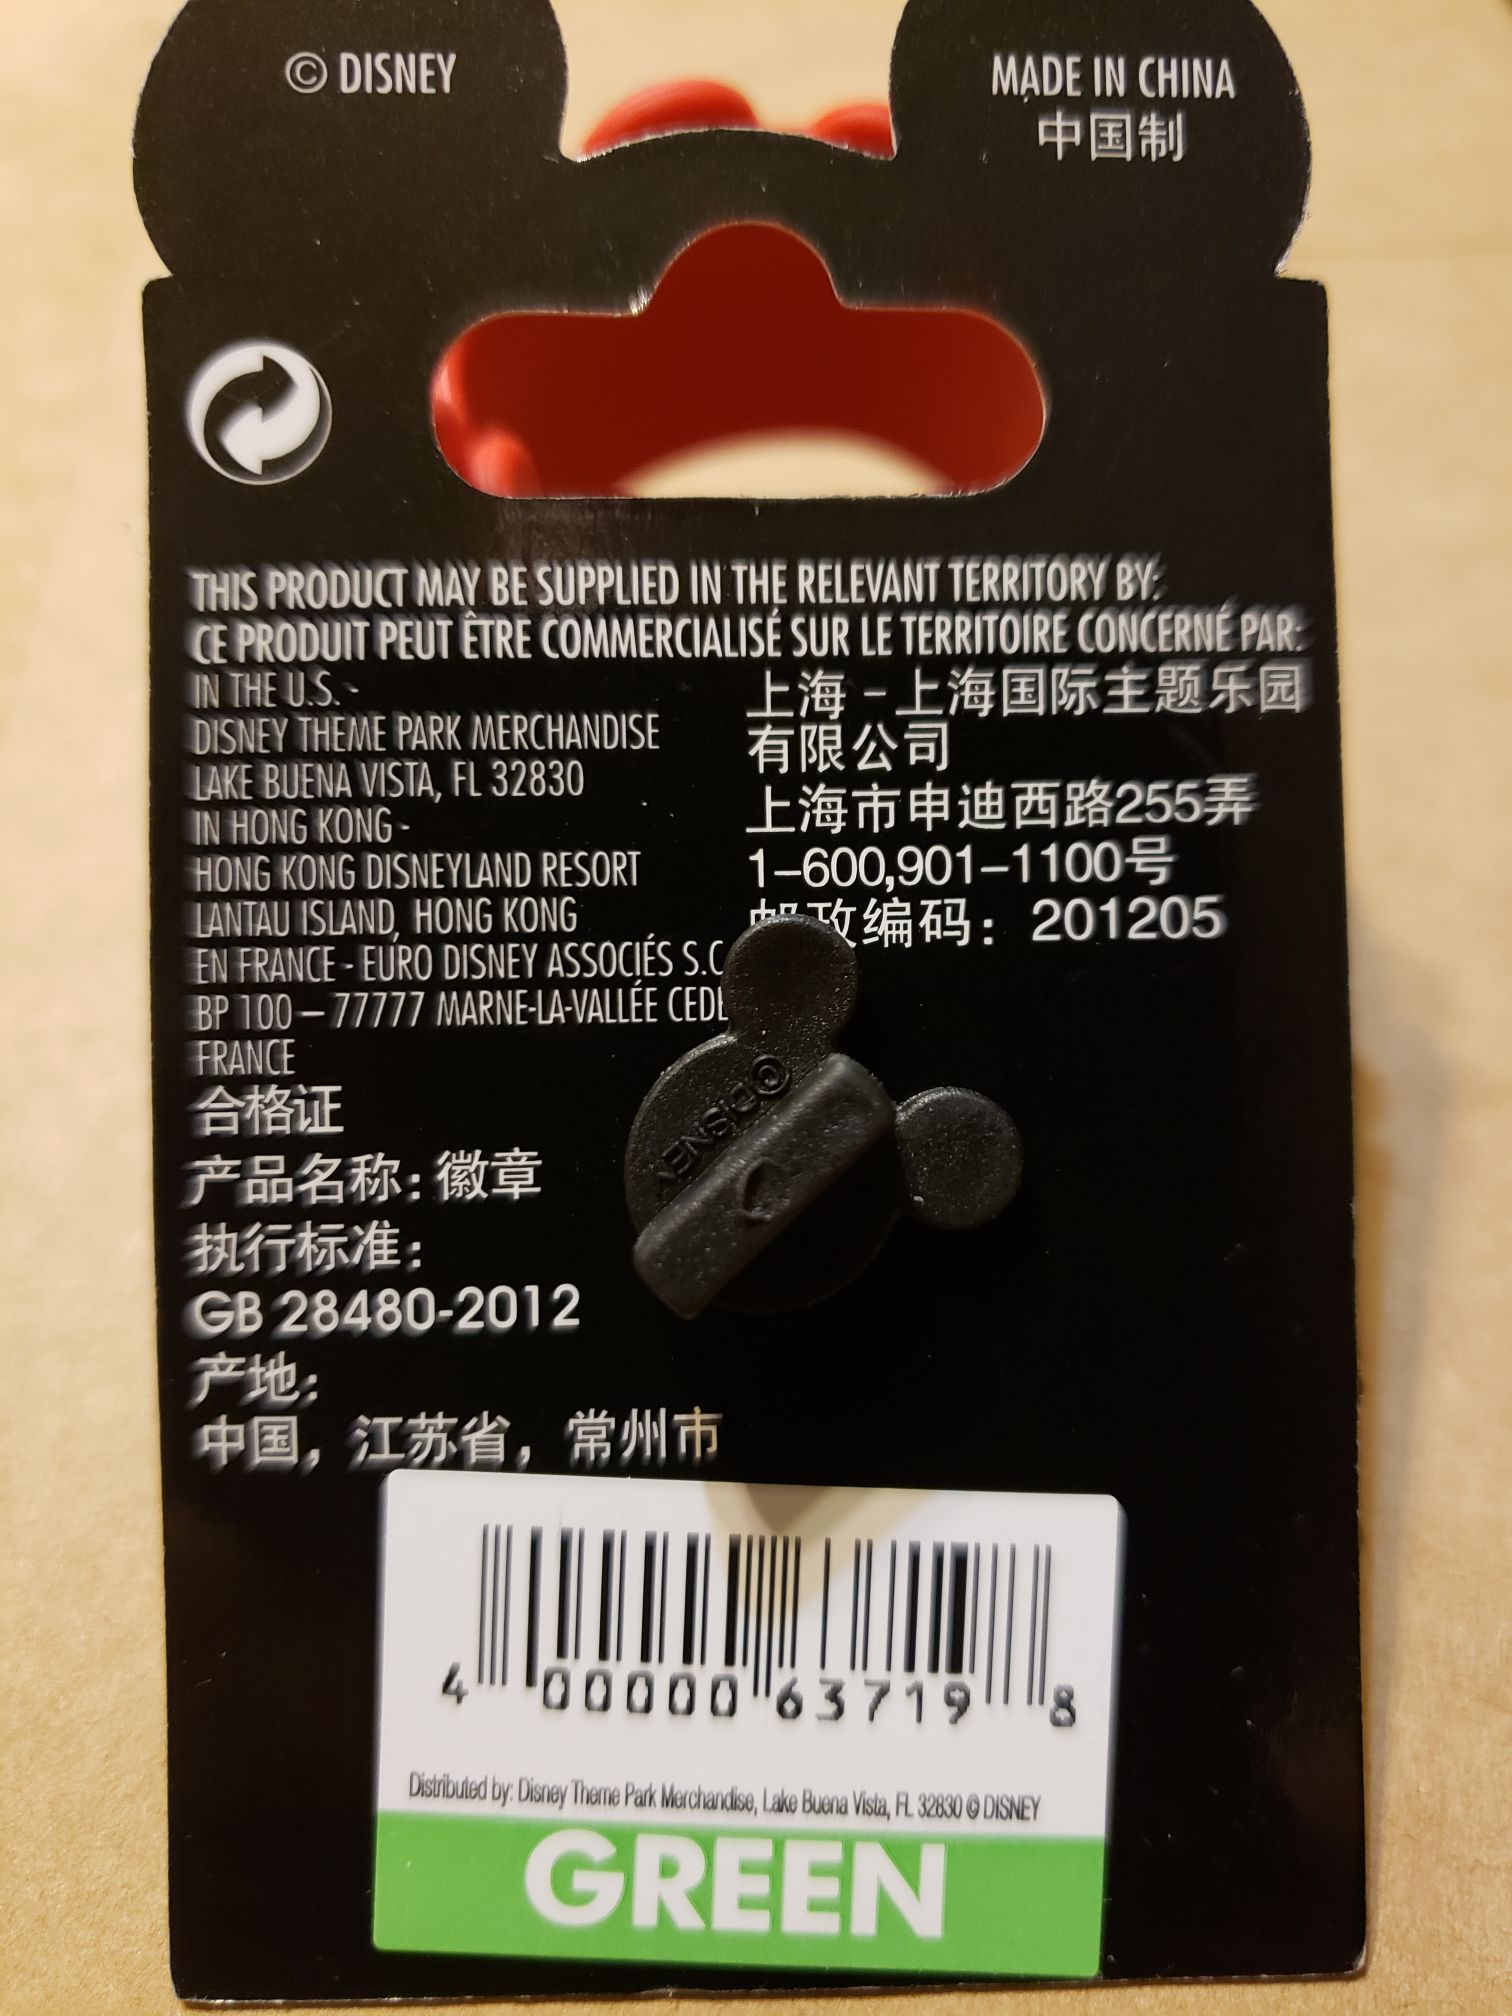 © DISNEY
MADE IN CHINA
中国制
THIS PRODUCT MAY BE SUPPLIED IN THE RELEVANT TERRITORY BY:
CE PRODUIT PEUT ÊTRE COMMERCIALISÉ SUR LE TERRITOIRE CONCERNÉ PAR:
IN THE U.S. -
DISNEY THEME PARK MERCHANDISE
LAKE BUENA VISTA, FL 32830
IN HONG KONG -
HONG KONG DISNEYLAND RESORT
LANTAU ISLAND, HONG KONG
EN FRANCE - EURO DISNEY ASSOCIÉS S.C
BP 100 – 77777 MARNE-LA-VALLÉE
FRANCE
合格证
产品名称: 徽章
执行标准:
GB 28480-2012
产地:
中国，江苏省，常州市
上海 - 上海国际主题乐园
有限公司
上海市申迪西路255弄
1-600,901-1100号
邮政编码: 201205
© DISNEY
4 00000 63719 8
Distributed by: Disney Theme Park Merchandise, Lake Buena Vista, FL 32830 © DISNEY
GREEN